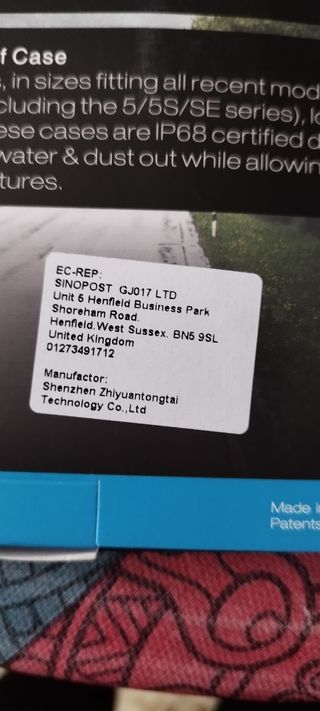 f Case
, in sizes fitting all recent mod
cluding the 5/5S/SE series), lo
ese cases are IP68 certified d
water & dust out while allowin
tures.
EC-REP:
SINOPOST GJ017 LTD
Unit 6 Henfield Business Park
Shoreham Road.
Henfield.West Sussex. BN5 9SL
United Kingdom
01273491712
Manufactor:
Shenzhen Zhiyuantongtai
Technology Co.,Ltd
Made i
Patents